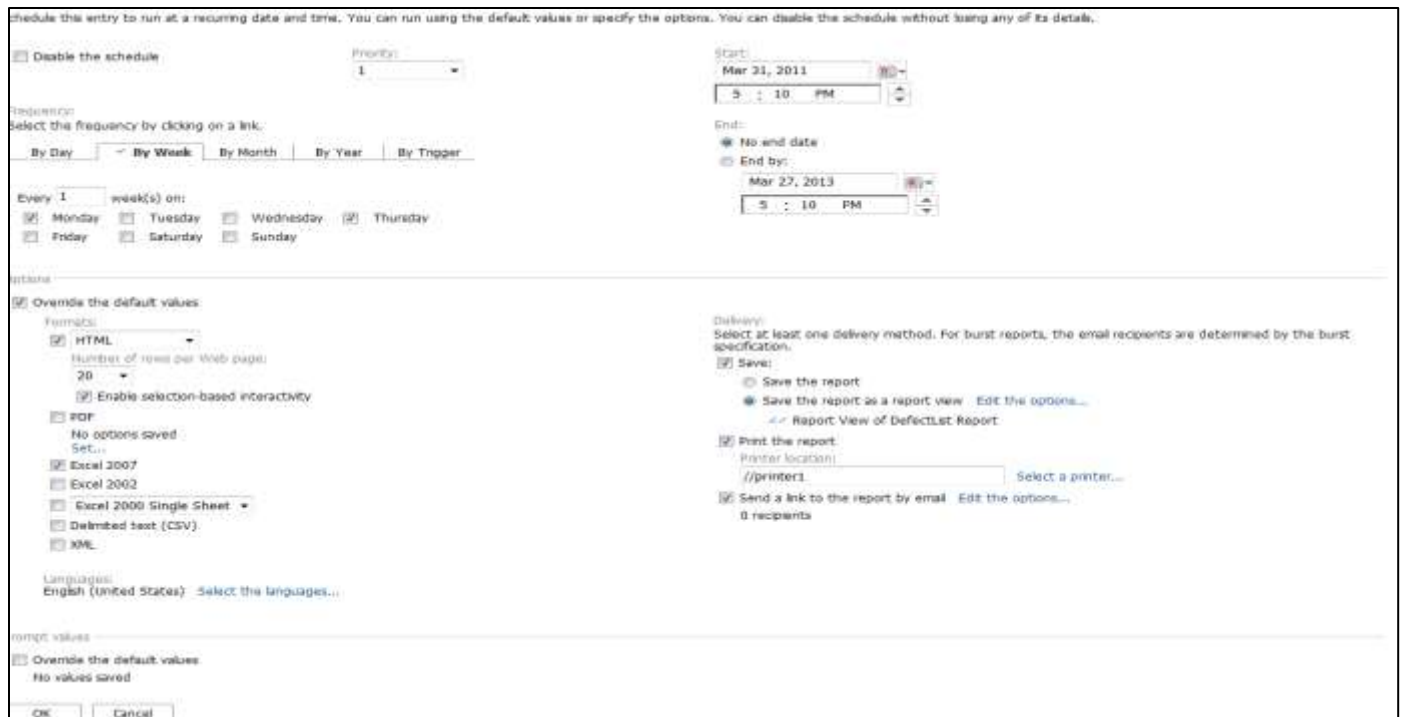 chedule this entry to run at a recurring date and time. You can run using the default values or specify the options. You can disable the schedule without losing any of its details.
Disable the schedule
Priority:
1
Start:
Mar 31, 2011
5 : 10 PM
requency:
Select the frequency by clicking on a link.
By Day By Week By Month By Year By Trigger
End:
No end date
End by:
Mar 27, 2013
5 : 10 PM
Every 1 week(s) on:
Monday Tuesday Wednesday Thursday
Friday Saturday Sunday
ptions
Override the default values
Formats:
HTML
Number of rows per Web page:
20
Enable selection-based interactivity
PDF
No options saved
Set...
Excel 2007
Excel 2002
Excel 2000 Single Sheet
Delimited text (CSV)
XML
Languages:
English (United States) Select the languages...
Delivery:
Select at least one delivery method. For burst reports, the email recipients are determined by the burst
specification.
Save:
Save the report
Save the report as a report view Edit the options...
Report View of DefectList Report
Print the report
Printer location:
//printer1 Select a printer...
Send a link to the report by email Edit the options...
0 recipients
rompt values
Override the default values
No values saved
OK Cancel